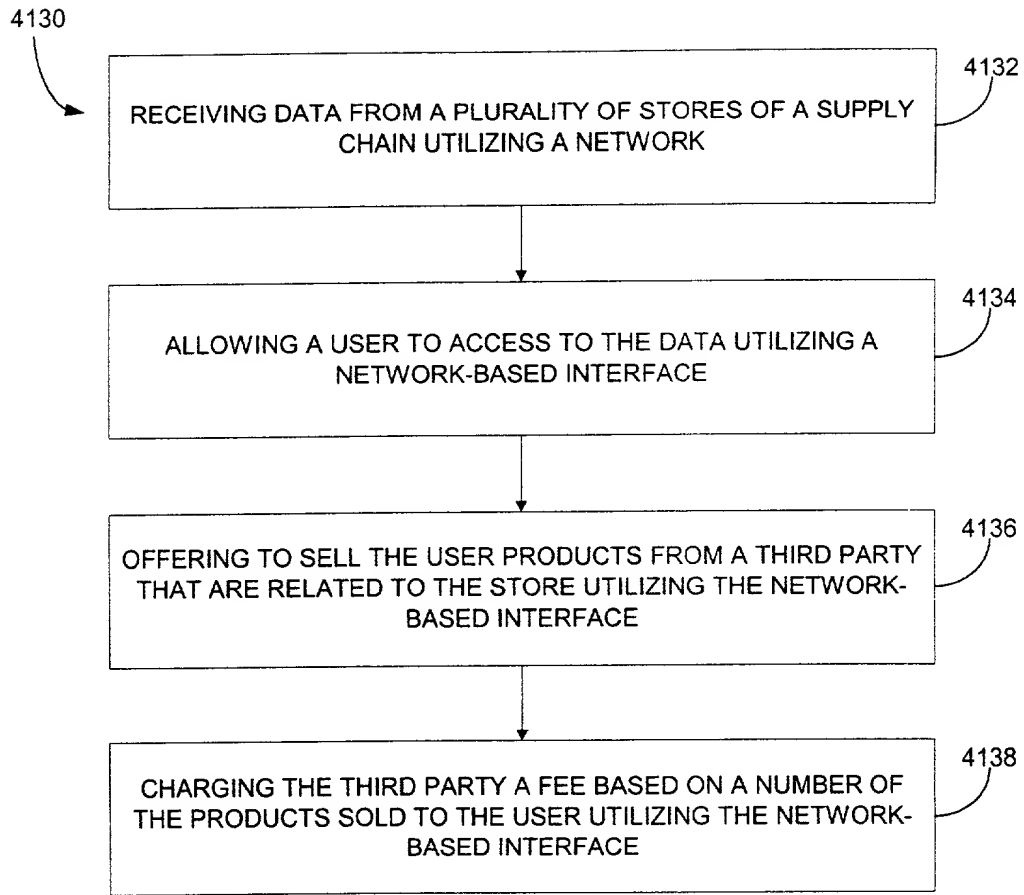 4130
4132
RECEIVING DATA FROM A PLURALITY OF STORES OF A SUPPLY
CHAIN UTILIZING A NETWORK
4134
ALLOWING A USER TO ACCESS TO THE DATA UTILIZING A
NETWORK-BASED INTERFACE
4136
OFFERING TO SELL THE USER PRODUCTS FROM A THIRD PARTY
THAT ARE RELATED TO THE STORE UTILIZING THE NETWORK-
BASED INTERFACE
4138
CHARGING THE THIRD PARTY A FEE BASED ON A NUMBER OF
THE PRODUCTS SOLD TO THE USER UTILIZING THE NETWORK-
BASED INTERFACE